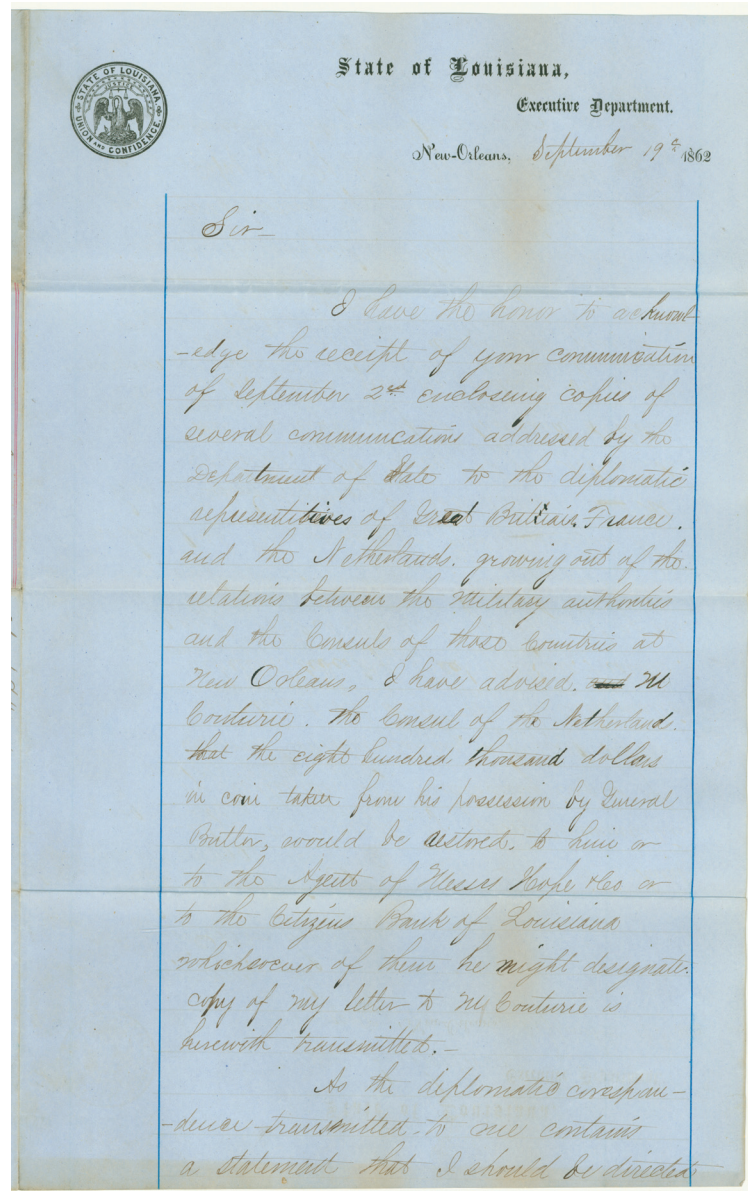 STATE OF LOUISIANA.
JUSTICE
UNION AND CONFIDENCE.
State of Louisiana,
Executive Department.
New-Orleans, September 19th 1862
Sir—
I have the honor to acknowl-
-edge the receipt of your communication
of September 2nd enclosing copies of
several communications addressed by the
Department of State to the diplomatic
representitives of Great Britiain. France.
and the Netherlands. growing out of the.
relations between the Military authorities
and the Consuls of those Countries at
New Orleans. I have advised. and M
Couturié. the Consul of the Netherland.
that the eight hundred thousand dollars
in coin taken from his possession by General
Butler, would be restored. to him or
to the Agent of Messrs Hope & Co or
to the Citizens Bank of Louisiana
whichsoever of them he might designate.
copy of my letter to M Couturie is
herewith transmitted.—
As the diplomatic correspon-
-dence transmitted to me contains
a statement that I should be directed